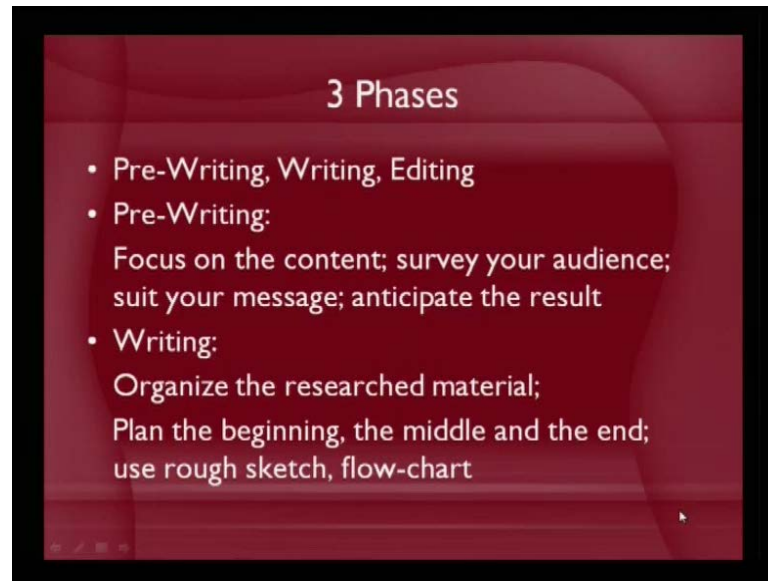 3 Phases
• Pre-Writing, Writing, Editing
• Pre-Writing:
Focus on the content; survey your audience;
suit your message; anticipate the result
• Writing:
Organize the researched material;
Plan the beginning, the middle and the end;
use rough sketch, flow-chart